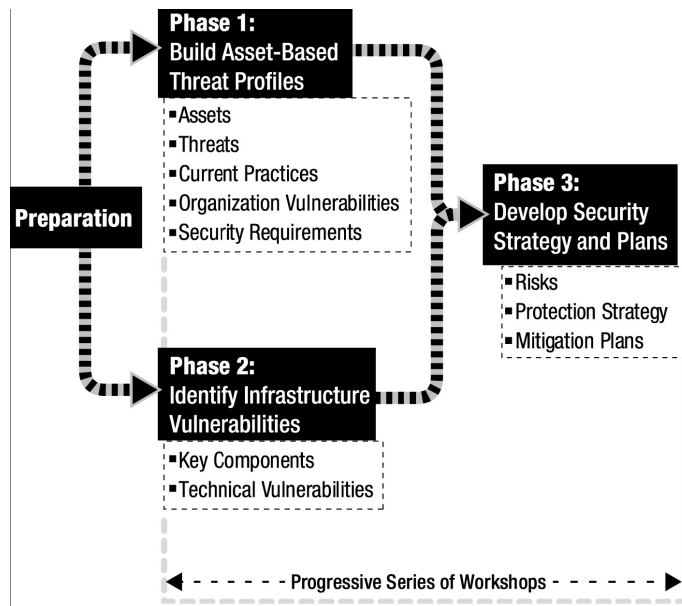 Phase 1:
Build Asset-Based
Threat Profiles
▪Assets
▪Threats
▪Current Practices
▪Organization Vulnerabilities
▪Security Requirements
Preparation
Phase 2:
Identify Infrastructure
Vulnerabilities
▪Key Components
▪Technical Vulnerabilities
Phase 3:
Develop Security
Strategy and Plans
▪Risks
▪Protection Strategy
▪Mitigation Plans
Progressive Series of Workshops